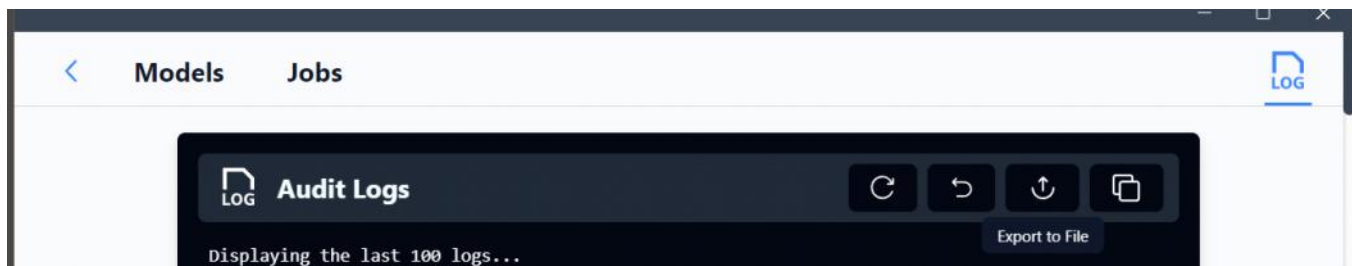 Models Jobs
LOG
LOG Audit Logs
Export to File
Displaying the last 100 logs...